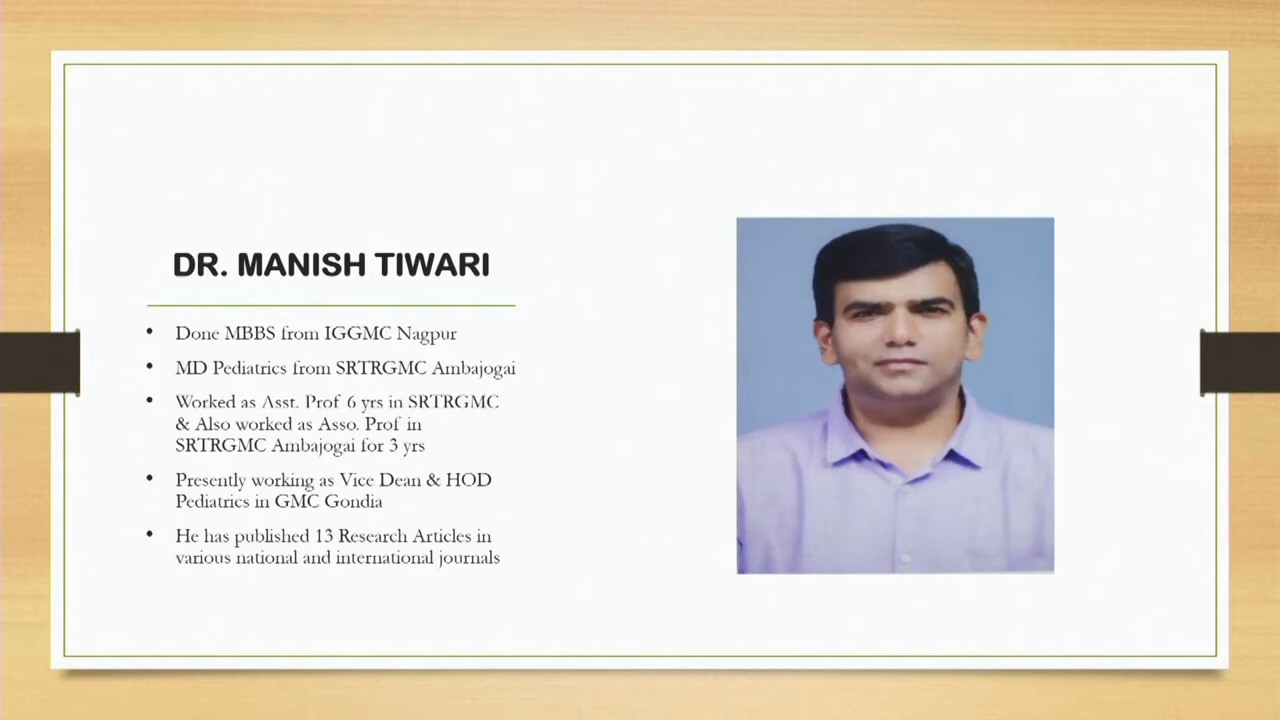 DR. MANISH TIWARI
• Done MBBS from IGGMC Nagpur
• MD Pediatrics from SRTRGMC Ambajogai
• Worked as Asst. Prof 6 yrs in SRTRGMC
& Also worked as Asso. Prof in
SRTRGMC Ambajogai for 3 yrs
• Presently working as Vice Dean & HOD
Pediatrics in GMC Gondia
• He has published 13 Research Articles in
various national and international journals